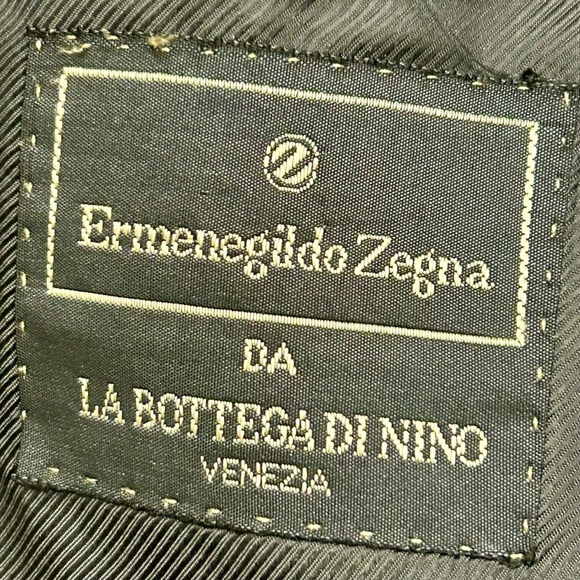 Z
Ermenegildo Zegna
DA
LA BOTTEGA DI NINO
VENEZIA